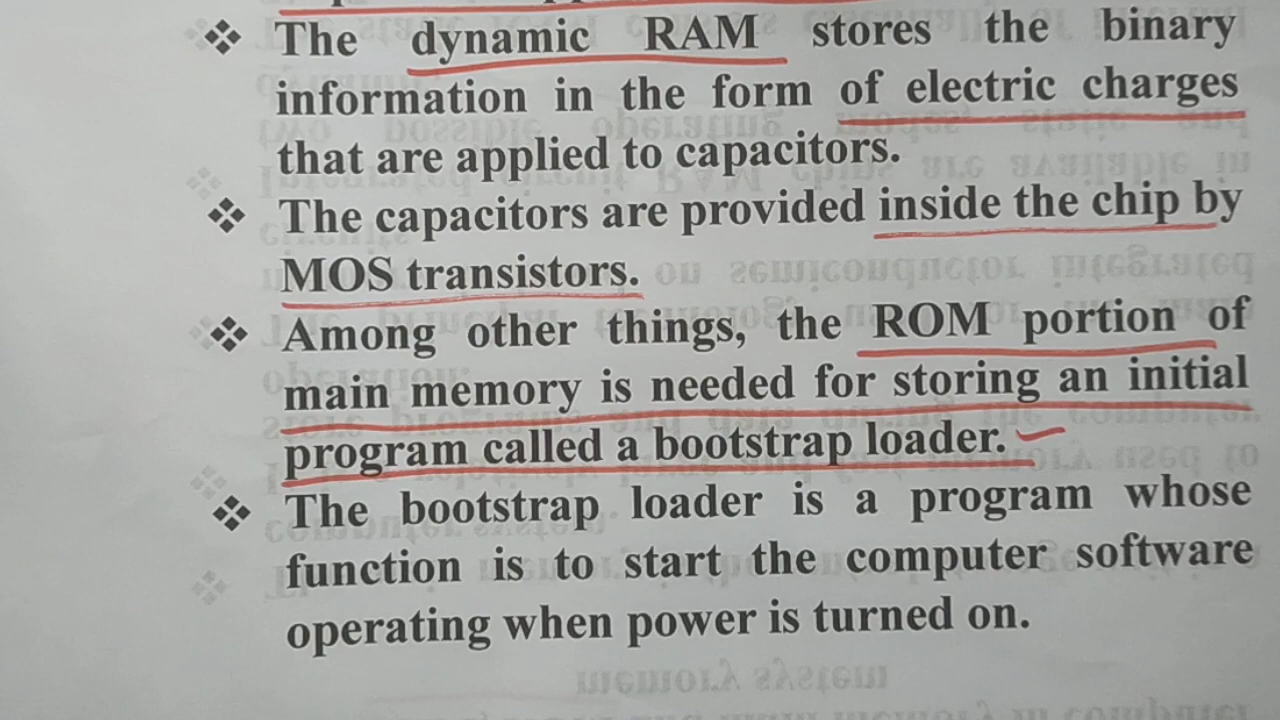 ❖ The dynamic RAM stores the binary
information in the form of electric charges
that are applied to capacitors.
❖ The capacitors are provided inside the chip by
MOS transistors.
❖ Among other things, the ROM portion of
main memory is needed for storing an initial
program called a bootstrap loader.
❖ The bootstrap loader is a program whose
function is to start the computer software
operating when power is turned on.